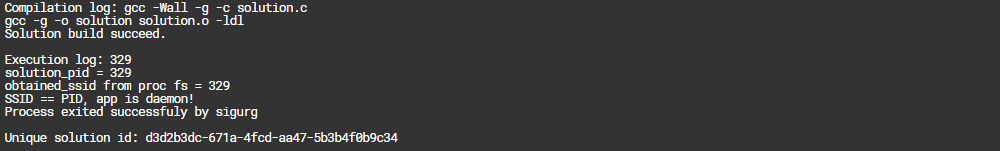 Compilation log: gcc -Wall -g -c solution.c
gcc -g -o solution solution.o -ldl
Solution build succeed.
Execution log: 329
solution_pid = 329
obtained_ssid from proc fs = 329
SSID == PID, app is daemon!
Process exited successfuly by sigurg
Unique solution id: d3d2b3dc-671a-4fcd-aa47-5b3b4f0b9c34